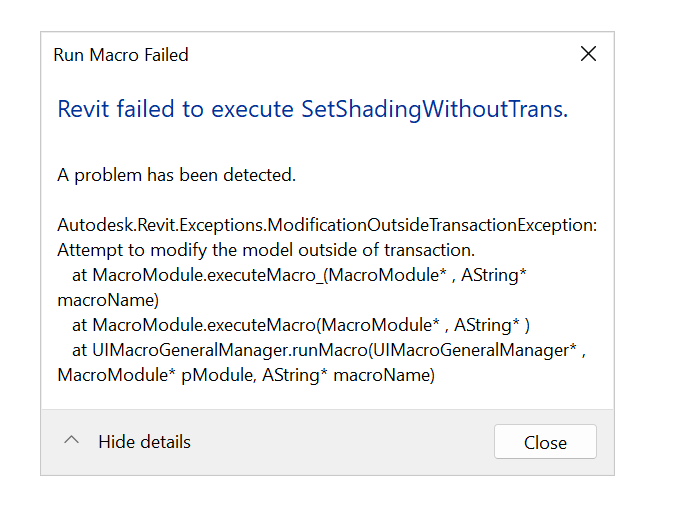 Run Macro Failed
Revit failed to execute SetShadingWithoutTrans.
A problem has been detected.
Autodesk.Revit.Exceptions.ModificationOutsideTransactionException:
Attempt to modify the model outside of transaction.
at MacroModule.executeMacro_(MacroModule* , AString*
macroName)
at MacroModule.executeMacro(MacroModule* , AString* )
at UIMacroGeneralManager.runMacro(UIMacroGeneralManager* ,
MacroModule* pModule, AString* macroName)
Hide details
Close